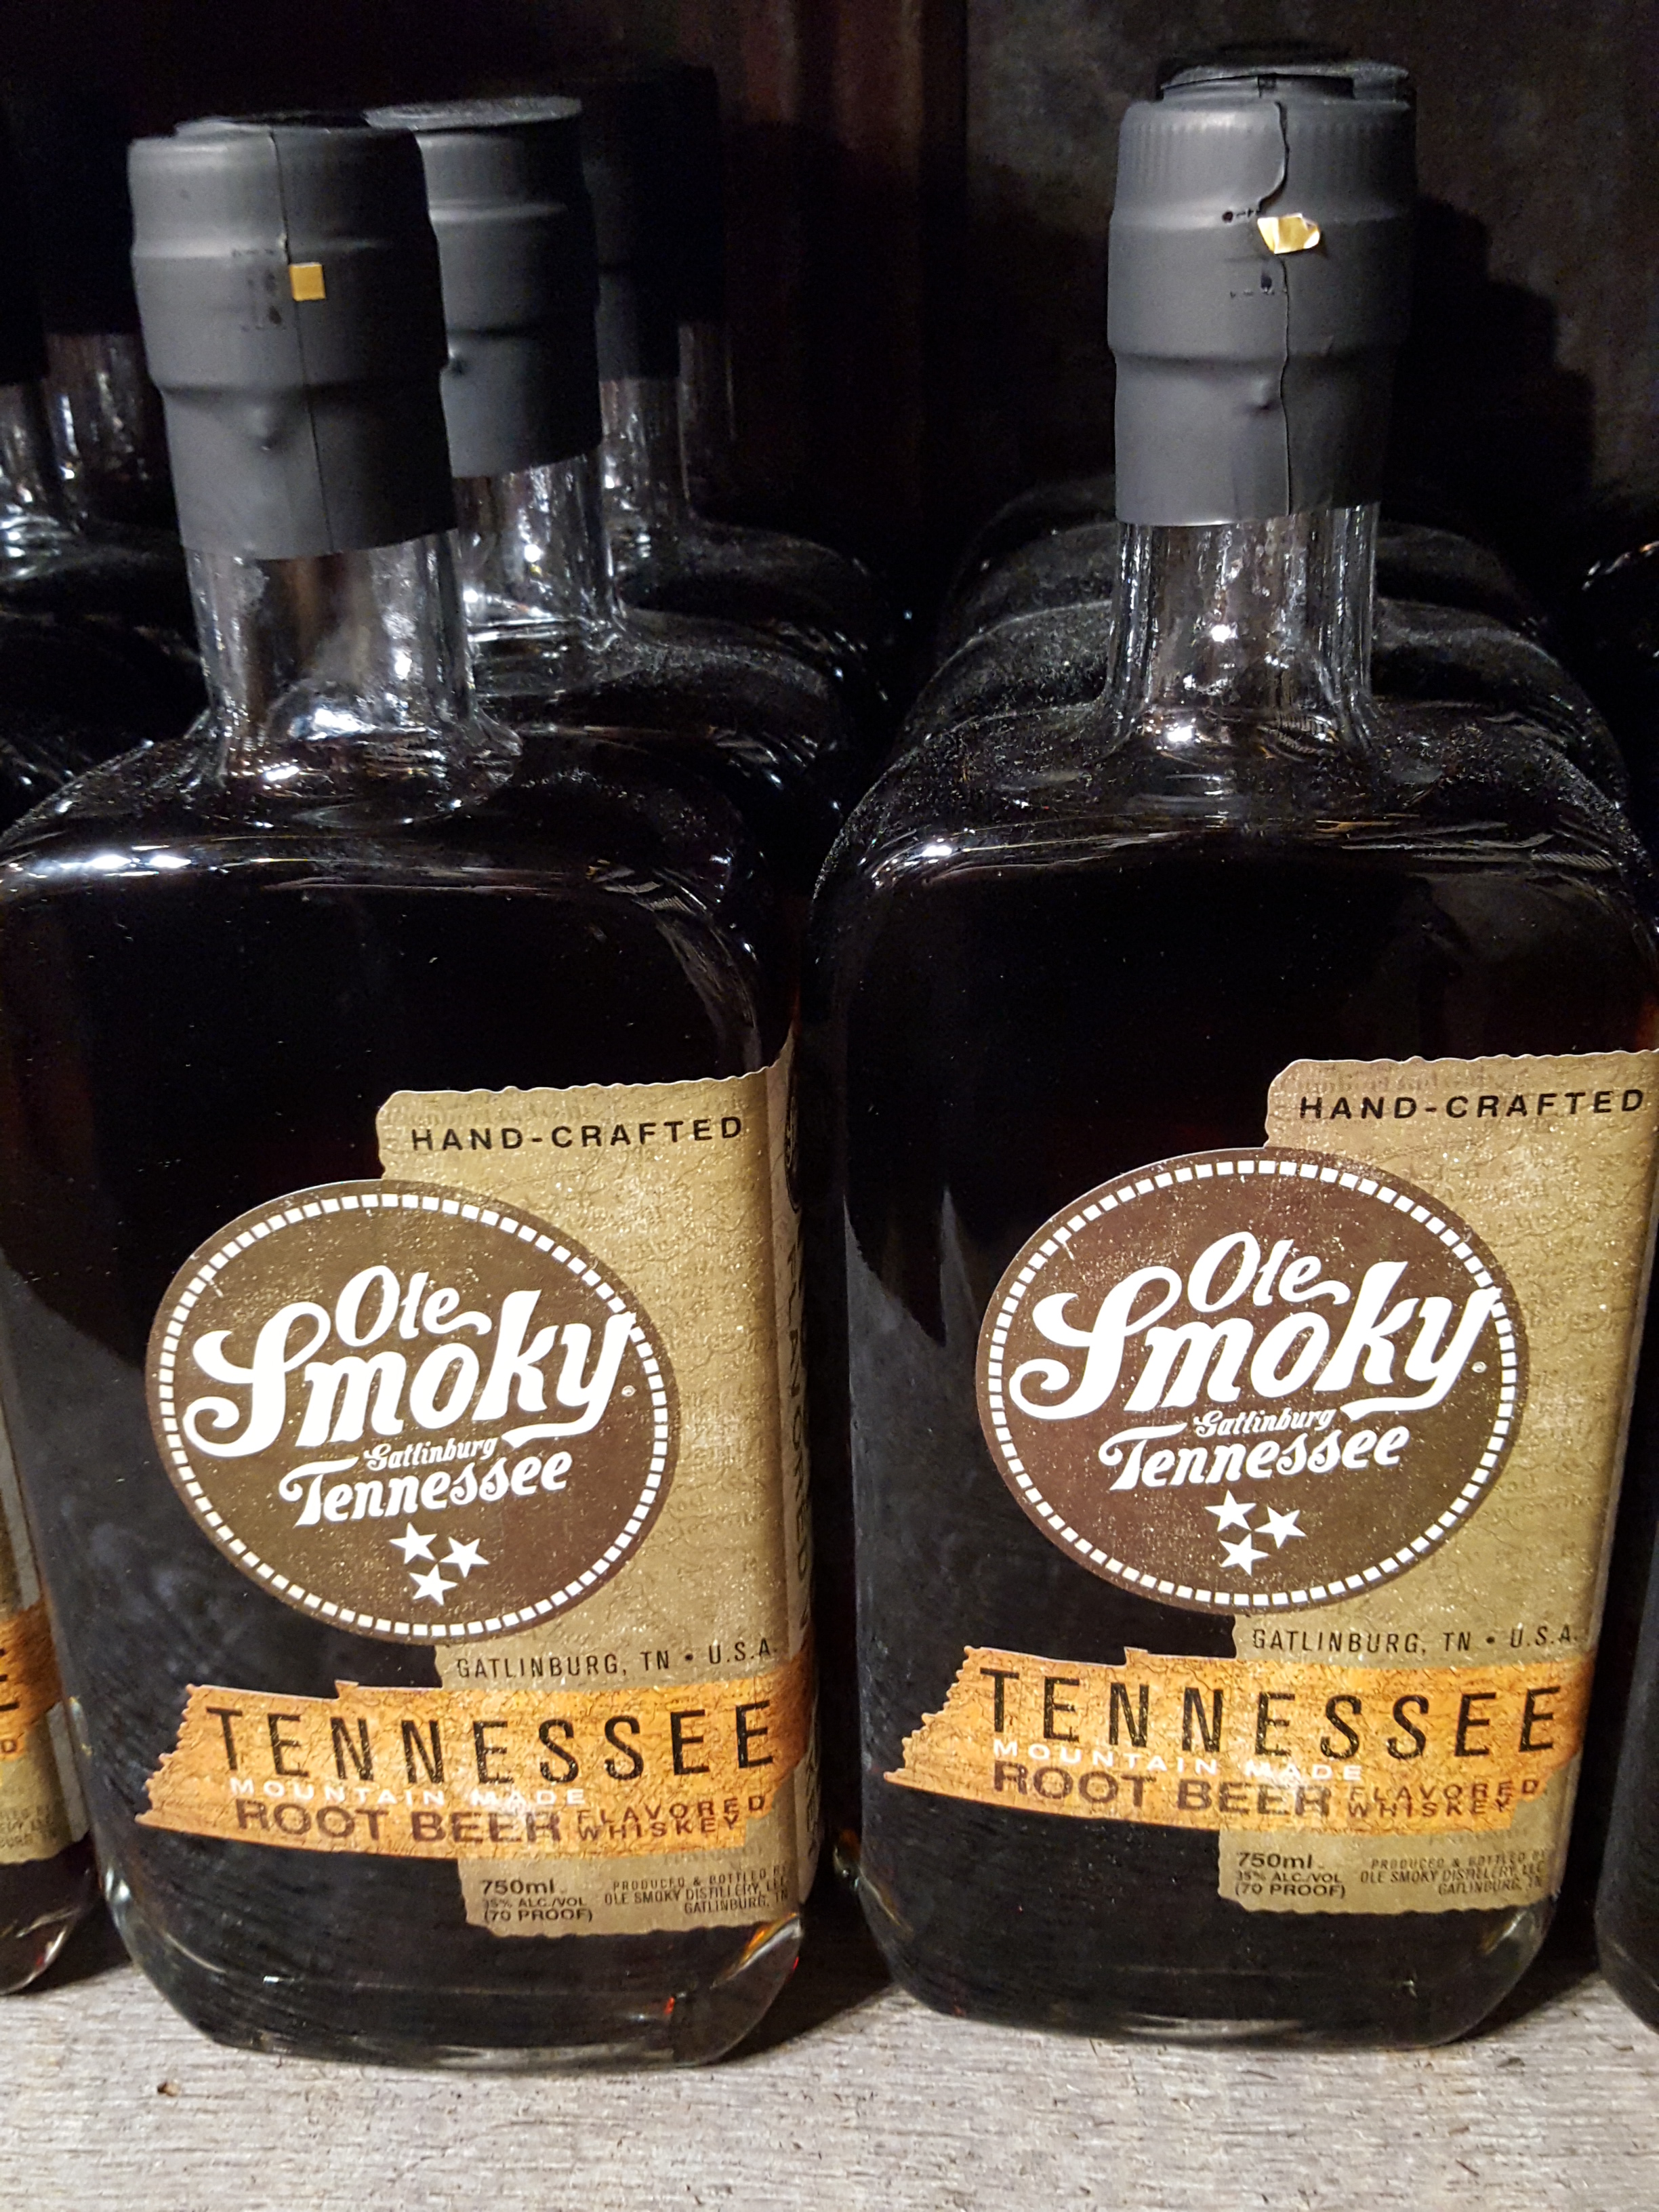 HAND-CRAFTED
Ole
Smoky
Gatlinburg
Tennessee
GATLINBURG, TN • U.S.A.
TENNESSEE
MOUNTAIN MADE
ROOT BEER FLAVORED
WHISKEY
750ml
35% ALC./VOL
(70 PROOF)
PRODUCED & BOTTLED BY
OLE SMOKY DISTILLERY, LLC
GATLINBURG, TN
HAND-CRAFTED
Ole
Smoky®
Gatlinburg
Tennessee
GATLINBURG, TN • U.S.A.
TENNESSEE
MOUNTAIN MADE
ROOT BEER FLAVORED
WHISKEY
750ml
35% ALC./VOL
(70 PROOF)
PRODUCED & BOTTLED BY
OLE SMOKY DISTILLERY, LLC
GATLINBURG, TN